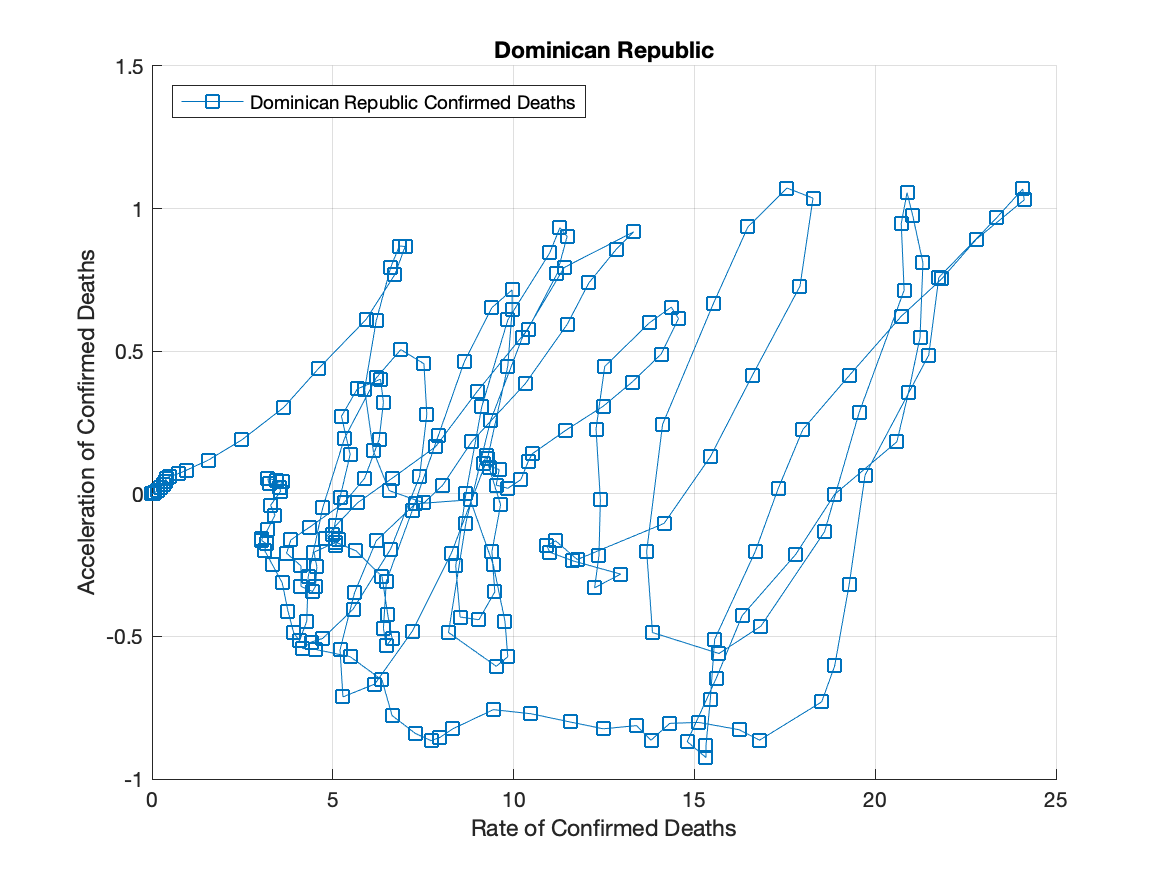 Dominican Republic
1.5
Dominican Republic Confirmed Deaths
1
0.5
0
-0.5
-1
Acceleration of Confirmed Deaths
0 5 10 15 20 25
Rate of Confirmed Deaths